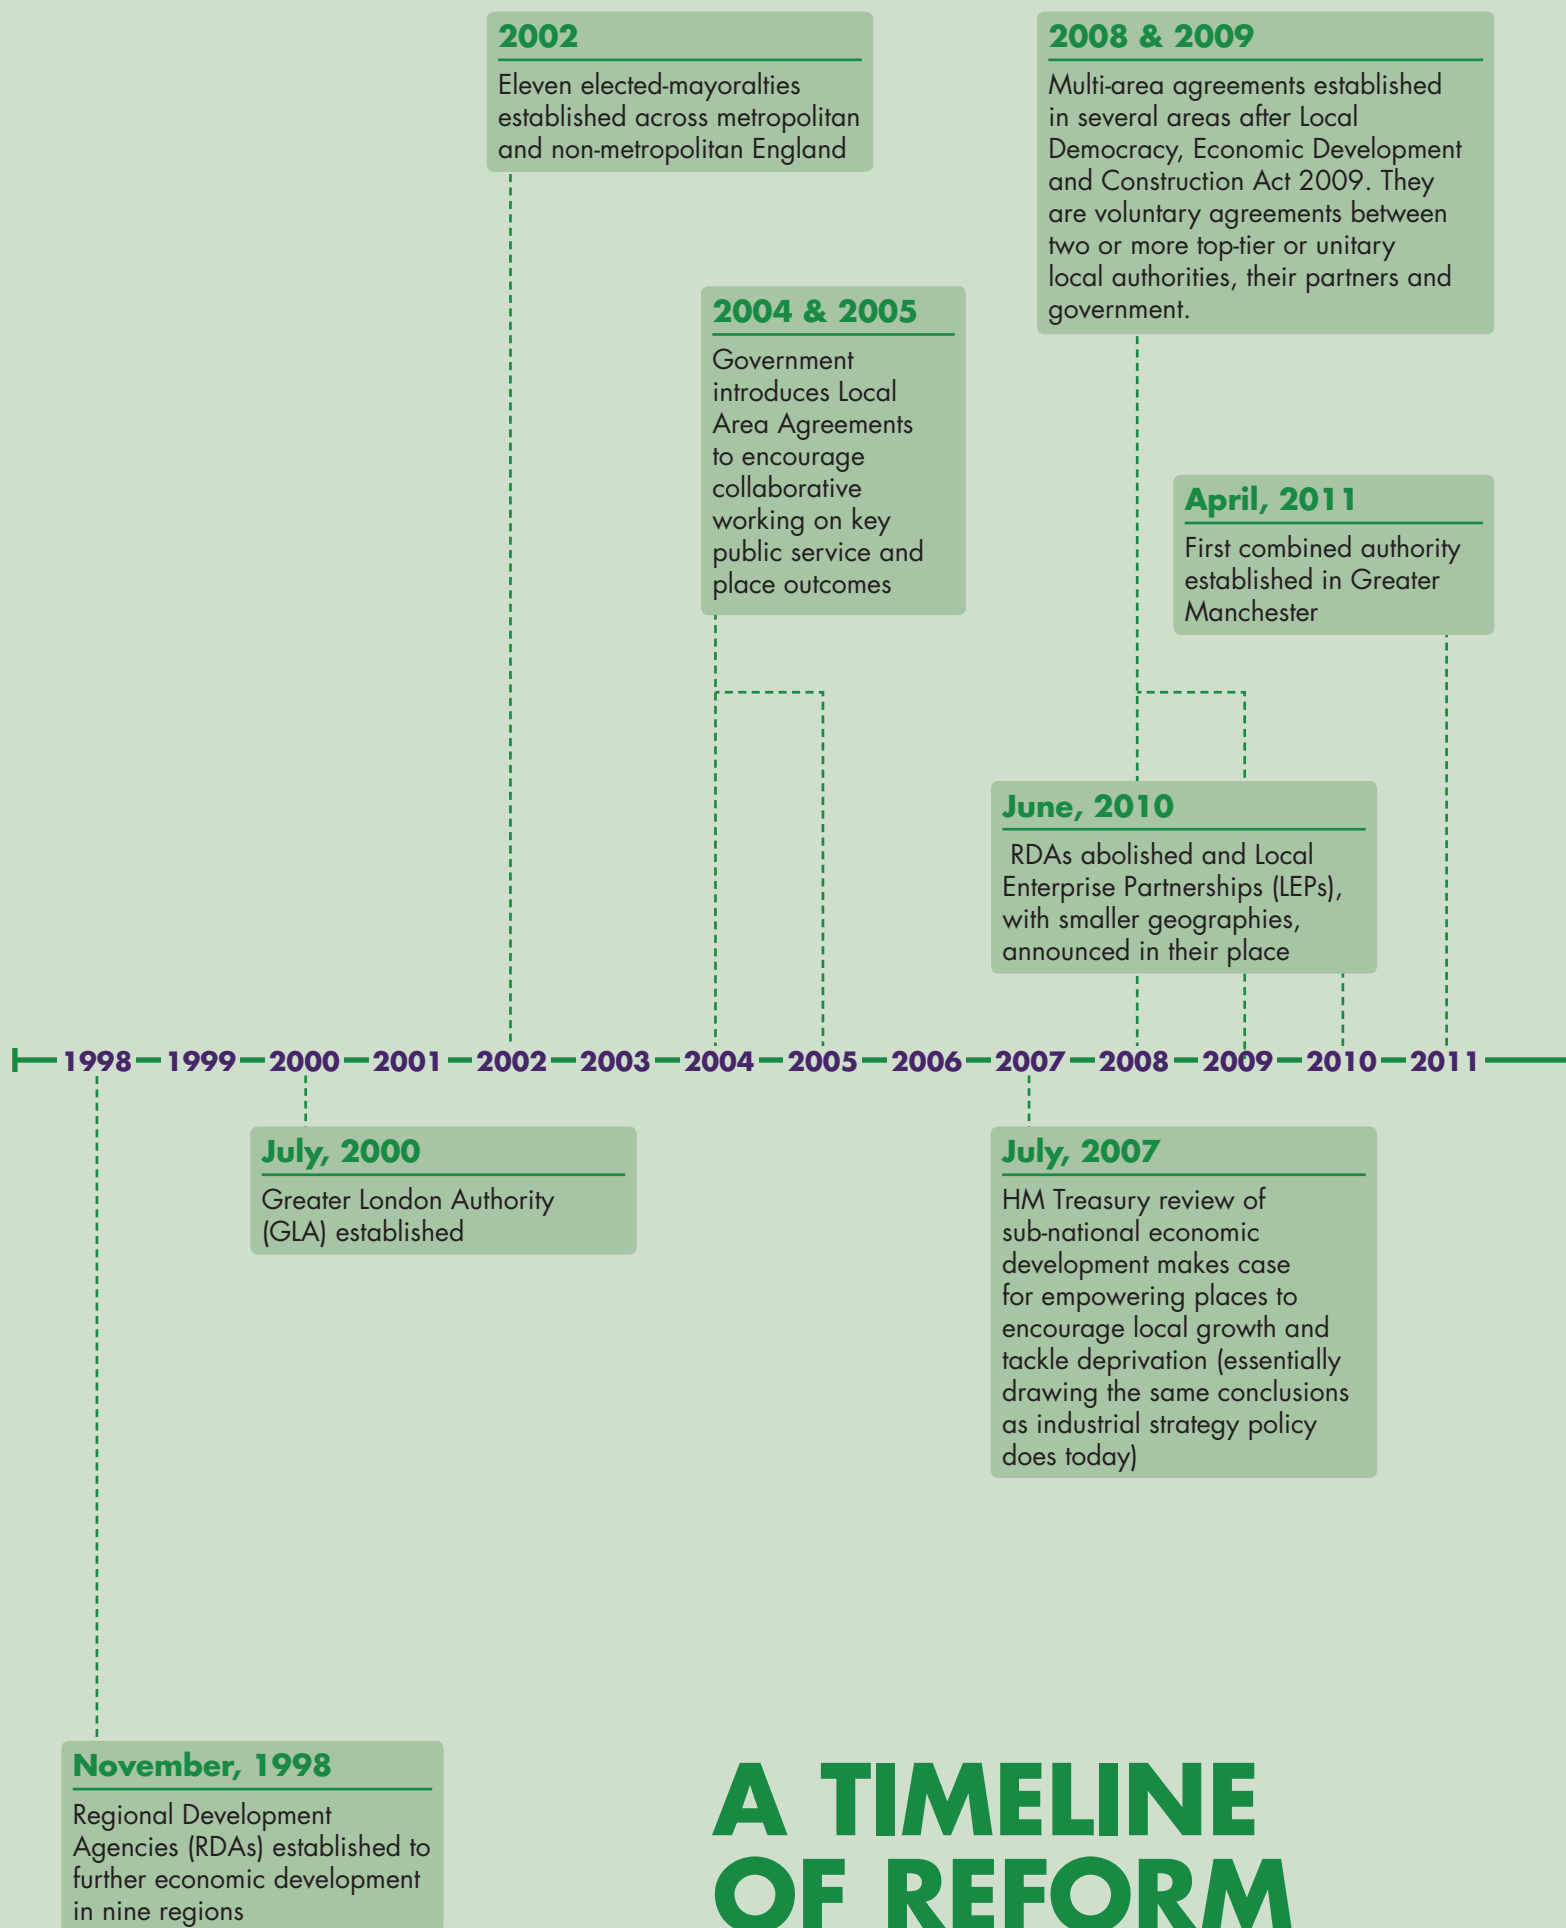 2002
Eleven elected-mayoralties
established across metropolitan
and non-metropolitan England
2008 & 2009
Multi-area agreements established
in several areas after Local
Democracy, Economic Development
and Construction Act 2009. They
are voluntary agreements between
two or more top-tier or unitary
local authorities, their partners and
government.
2004 & 2005
Government
introduces Local
Area Agreements
to encourage
collaborative
working on key
public service and
place outcomes
April, 2011
First combined authority
established in Greater
Manchester
June, 2010
RDAs abolished and Local
Enterprise Partnerships (LEPs),
with smaller geographies,
announced in their place
1998 1999 2000 2001 2002 2003 2004 2005 2006 2007 2008 2009 2010 2011
July, 2000
Greater London Authority
(GLA) established
July, 2007
HM Treasury review of
sub-national economic
development makes case
for empowering places to
encourage local growth and
tackle deprivation (essentially
drawing the same conclusions
as industrial strategy policy
does today)
November, 1998
Regional Development
Agencies (RDAs) established to
further economic development
in nine regions
A TIMELINE
OF REFORM